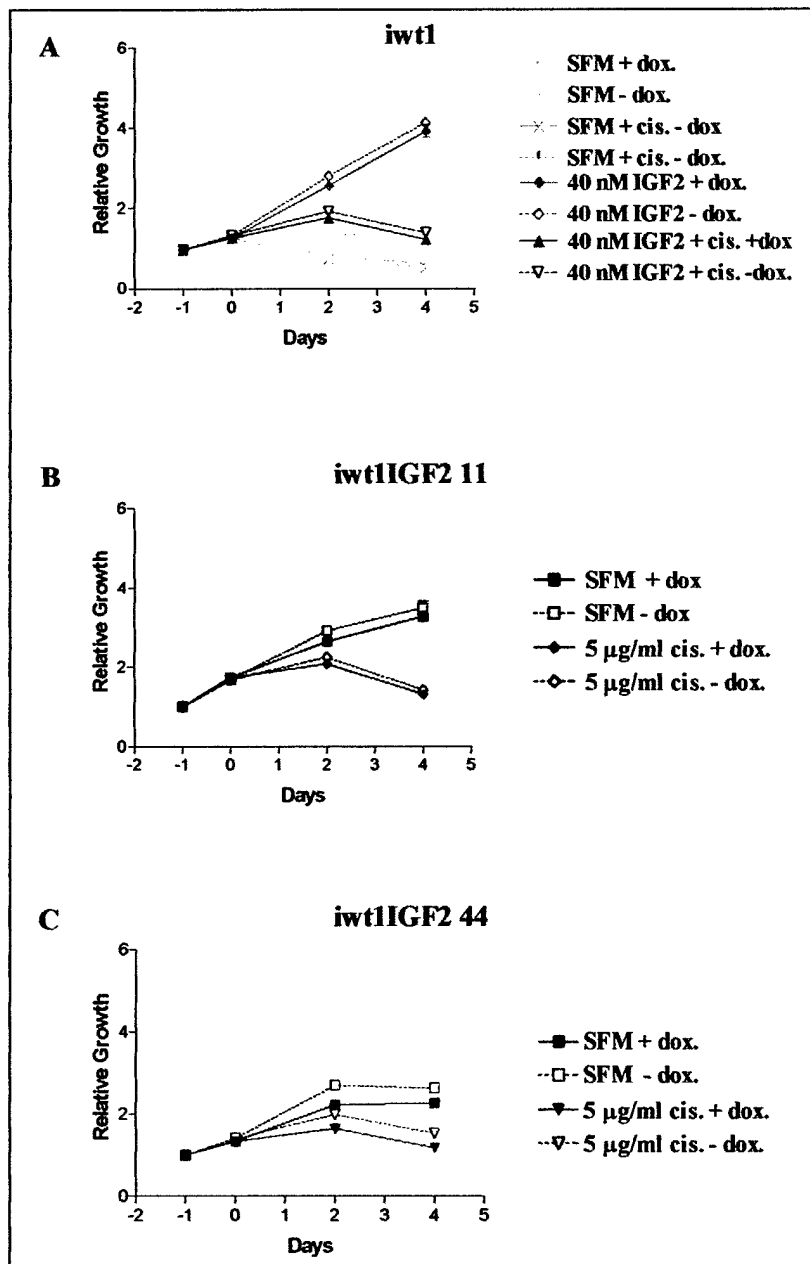 A
iwt1
6
4
2
0
-2 -1 0 1 2 3 4 5
Relative Growth
Days
SFM + dox.
SFM - dox.
SFM + cis. - dox
SFM + cis. - dox.
40 nM IGF2 + dox.
40 nM IGF2 - dox.
40 nM IGF2 + cis. +dox
40 nM IGF2 + cis. -dox.
B
iwt1IGF2 11
6
4
2
0
-2 -1 0 1 2 3 4 5
Relative Growth
Days
SFM + dox
SFM - dox
5 µg/ml cis. + dox.
5 µg/ml cis. - dox.
C
iwt1IGF2 44
6
4
2
0
-2 -1 0 1 2 3 4 5
Relative Growth
Days
SFM + dox.
SFM - dox.
5 µg/ml cis. + dox.
5 µg/ml cis. - dox.